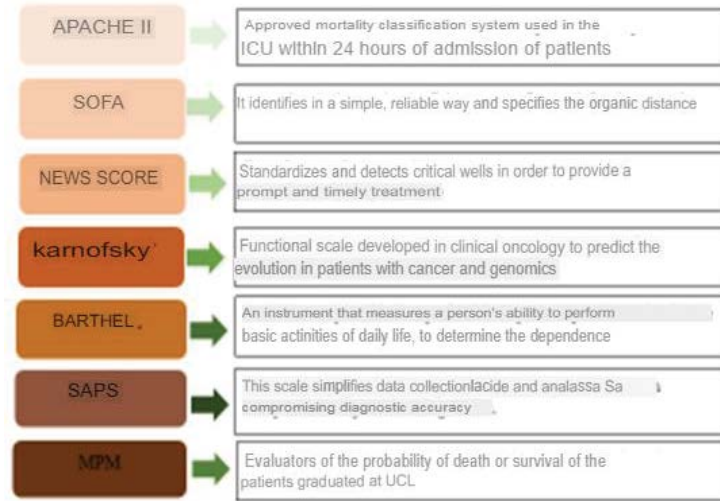 APACHE II
Approved mortality classification system used in the
ICU within 24 hours of admission of patients
SOFA
It identifies in a simple, reliable way and specifies the organic distance
NEWS SCORE
Standardizes and detects critical wells in order to provide a
prompt and timely treatment
karnofsky
Functional scale developed in clinical oncology to predict the
evolution in patients with cancer and genomics
BARTHEL
An instrument that measures a person's ability to perform
basic actinities of daily life, to determine the dependence
SAPS
This scale simplifies data collectionlacide and analassa Sa
compromising diagnostic accuracy
MPM
Evaluators of the probability of death or survival of the
patients graduated at UCL